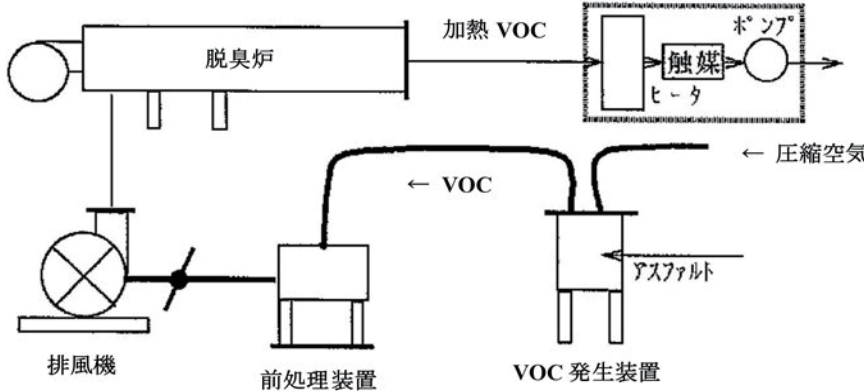 脱臭炉
加熱 VOC
ポンプ
触媒
ヒータ
← 圧縮空気
← VOC
アスファルト
排風機
前処理装置
VOC 発生装置